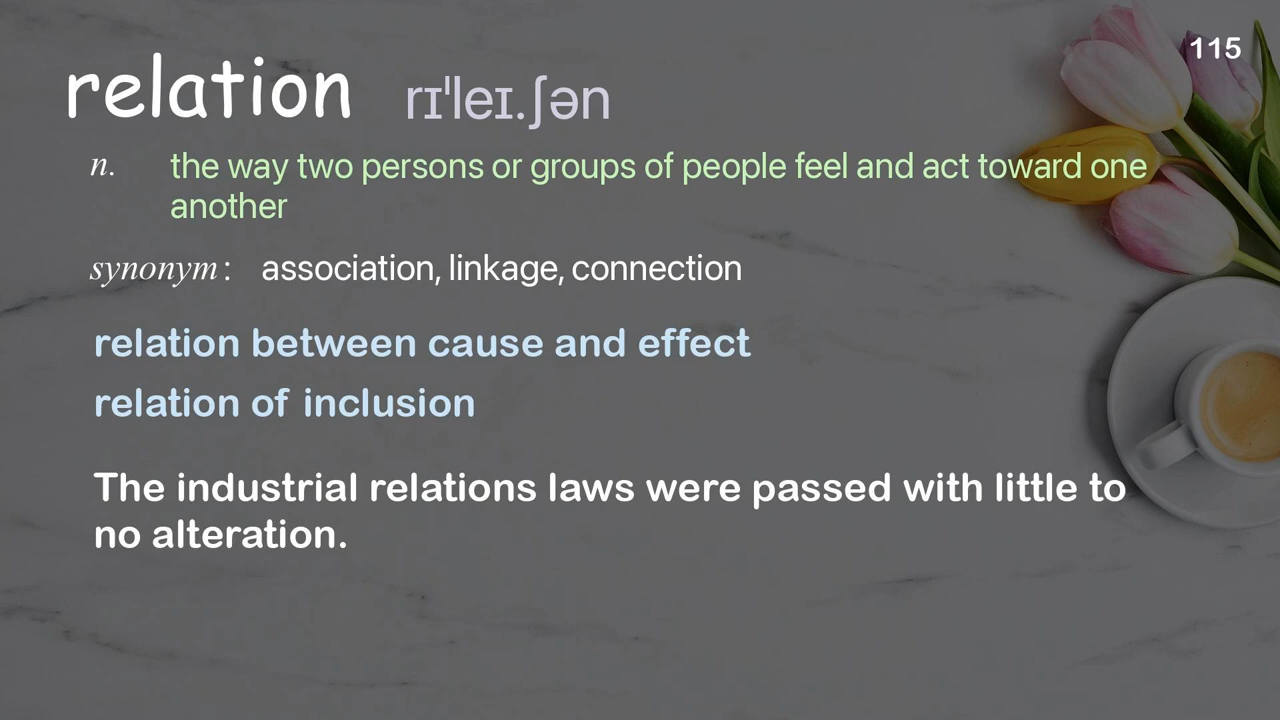 115
relation rɪˈleɪ.ʃən
n. the way two persons or groups of people feel and act toward one
another
synonym: association, linkage, connection
relation between cause and effect
relation of inclusion
The industrial relations laws were passed with little to
no alteration.